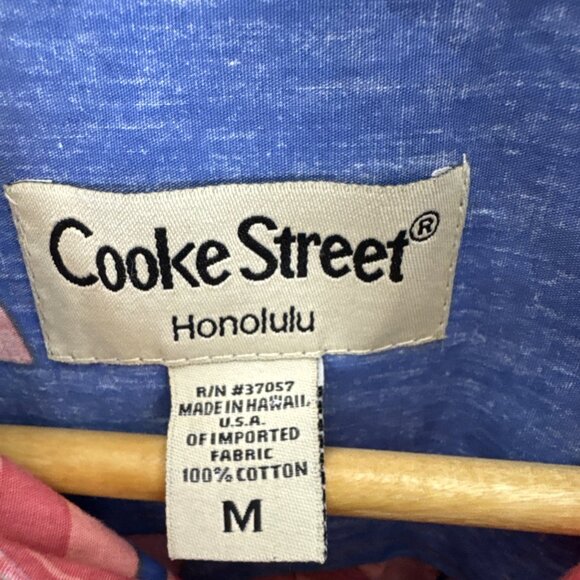 Cooke Street®
Honolulu
R/N #37057
MADE IN HAWAII,
U.S.A.
OF IMPORTED
FABRIC
100% COTTON
M